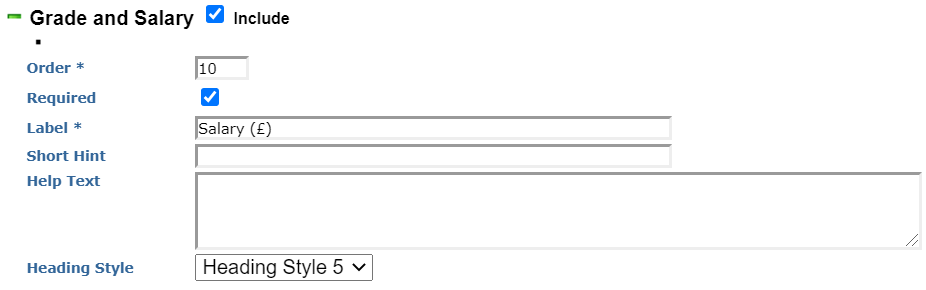 Grade and Salary Include
Order * 10
Required
Label * Salary (£)
Short Hint
Help Text
Heading Style Heading Style 5